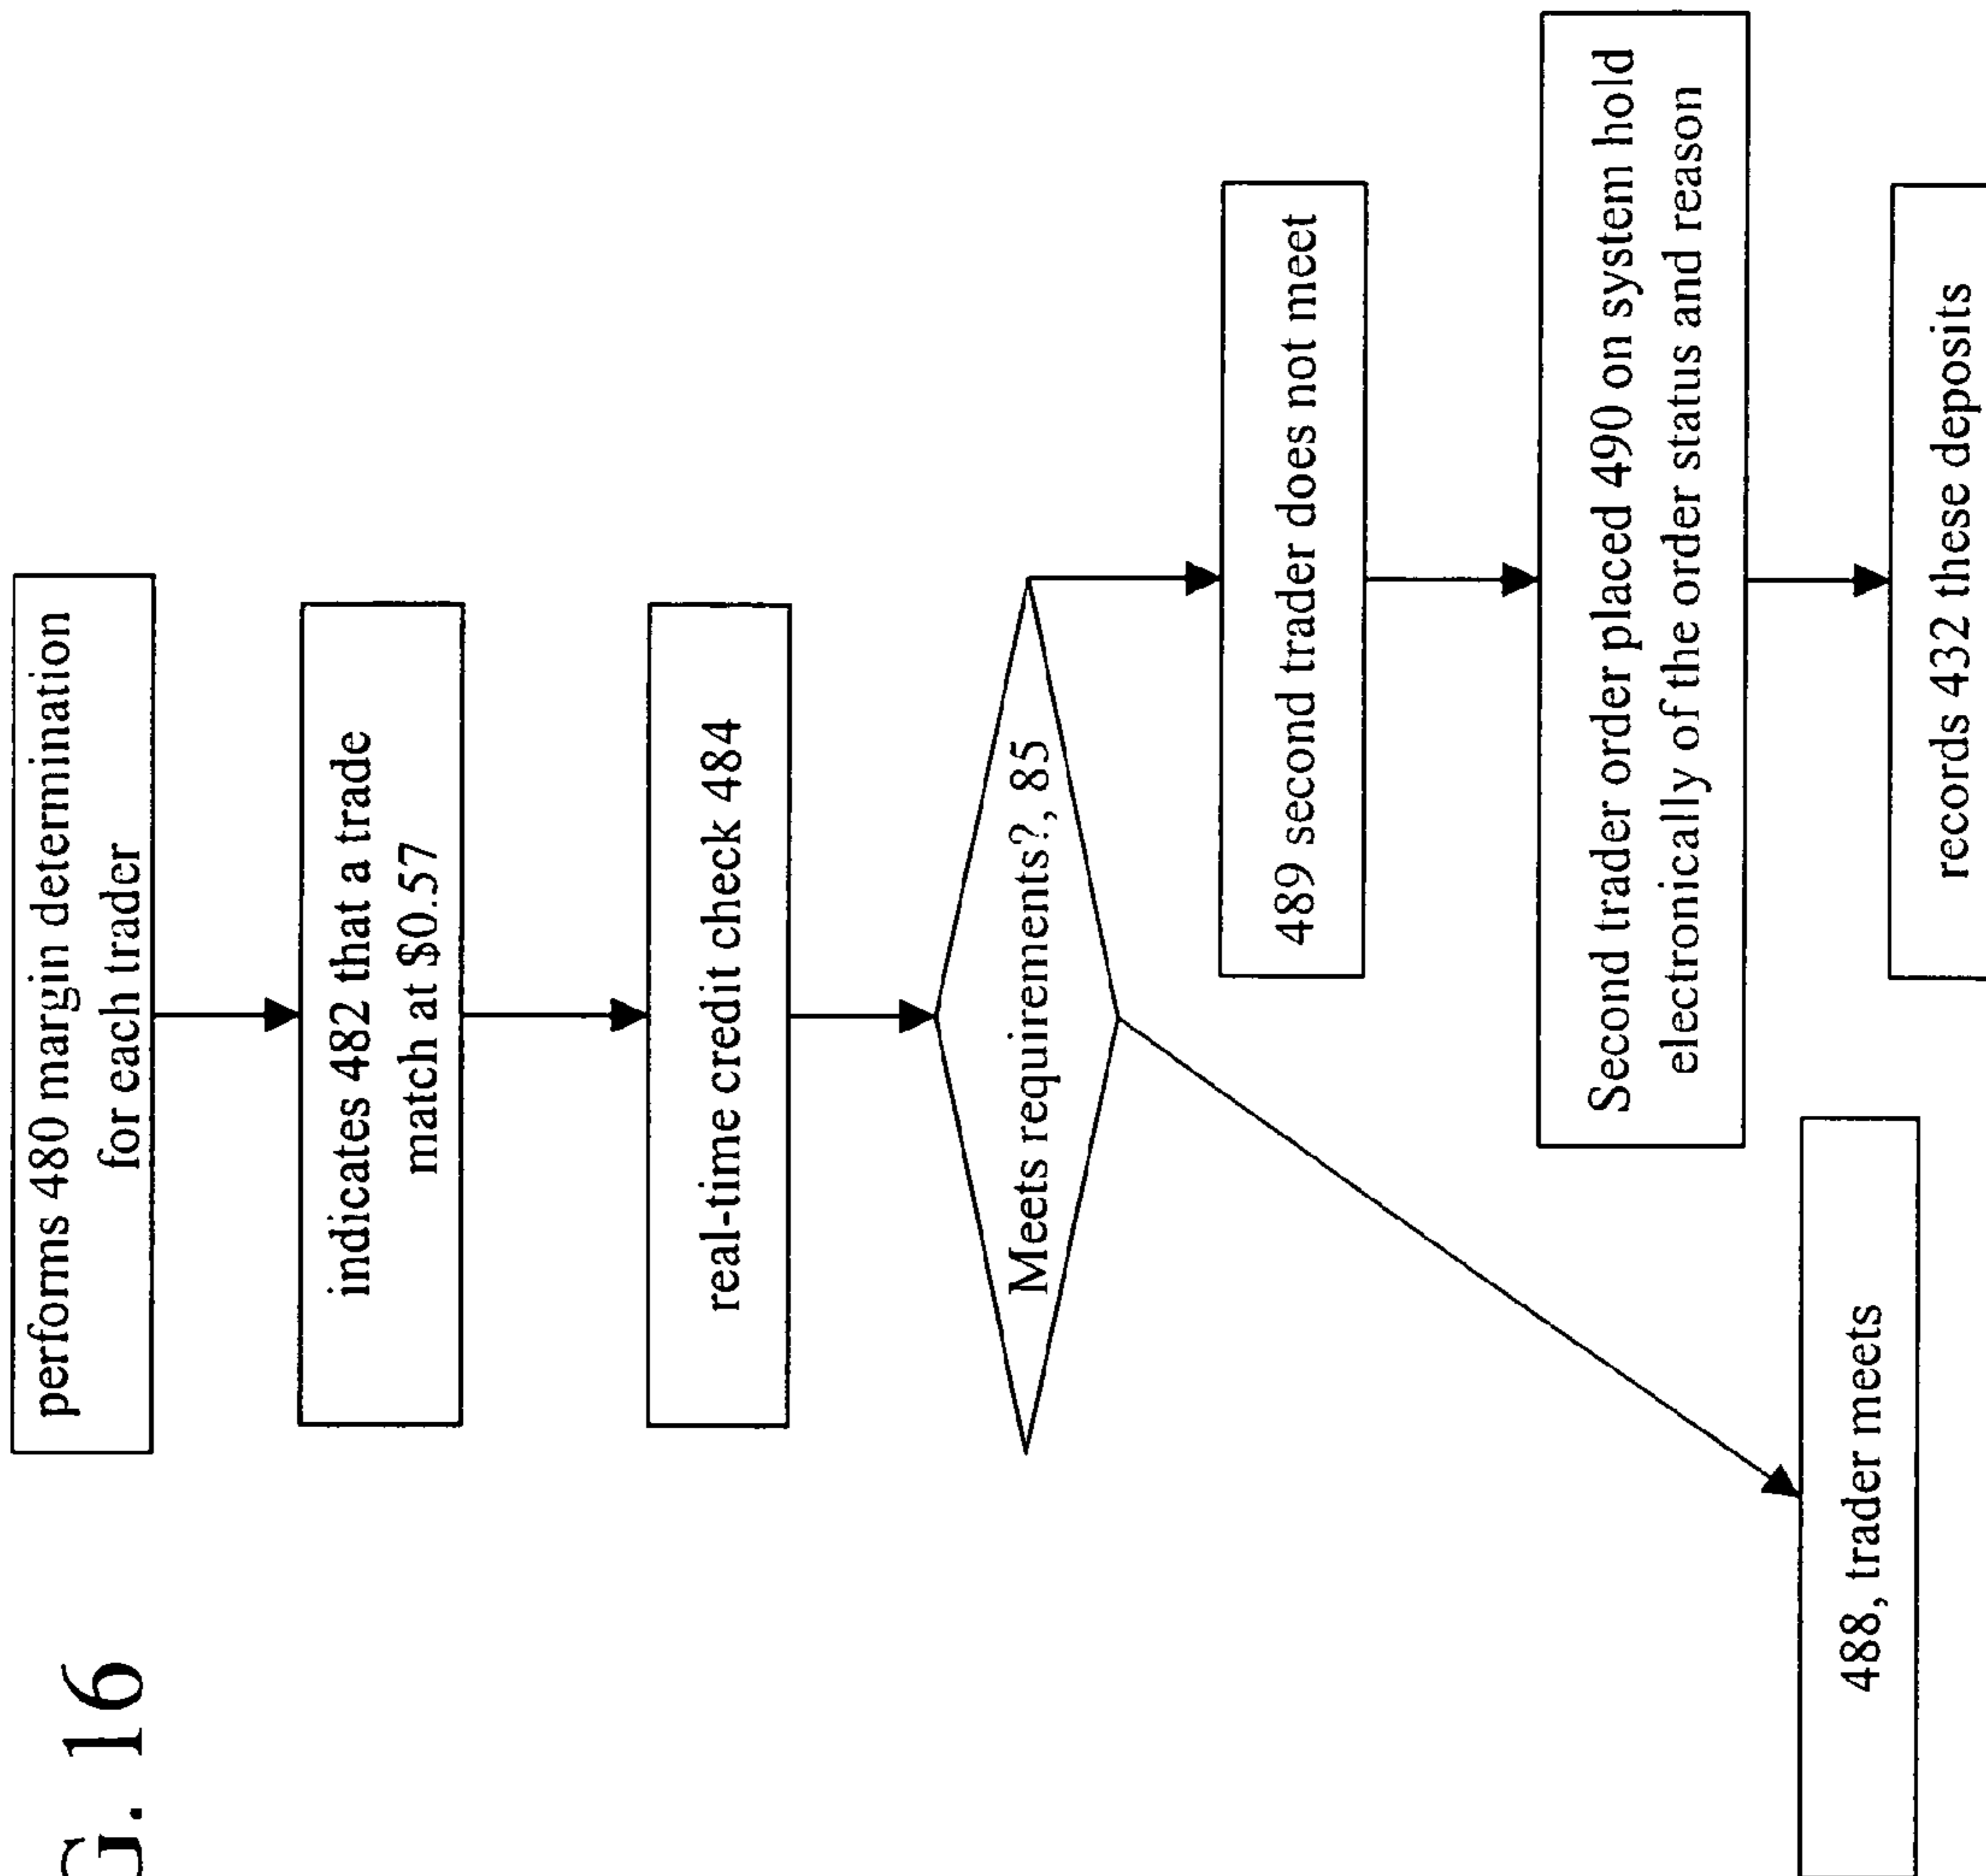 G. 16
performs 480 margin determination
for each trader
indicates 482 that a trade
match at $0.57
real-time credit check 484
Meets requirements?, 85
489 second trader does not meet
Second trader order placed 490 on system hold
electronically of the order status and reason
488, trader meets
records 432 these deposits